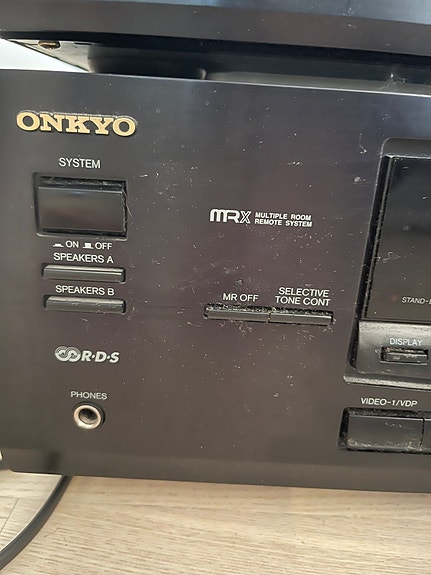 ONKYO
SYSTEM
ON OFF
SPEAKERS A
SPEAKERS B
MRX MULTIPLE ROOM
REMOTE SYSTEM
MR OFF
SELECTIVE
TONE CONT
R·D·S
PHONES
STAND-
DISPLAY
VIDEO-1/VDP